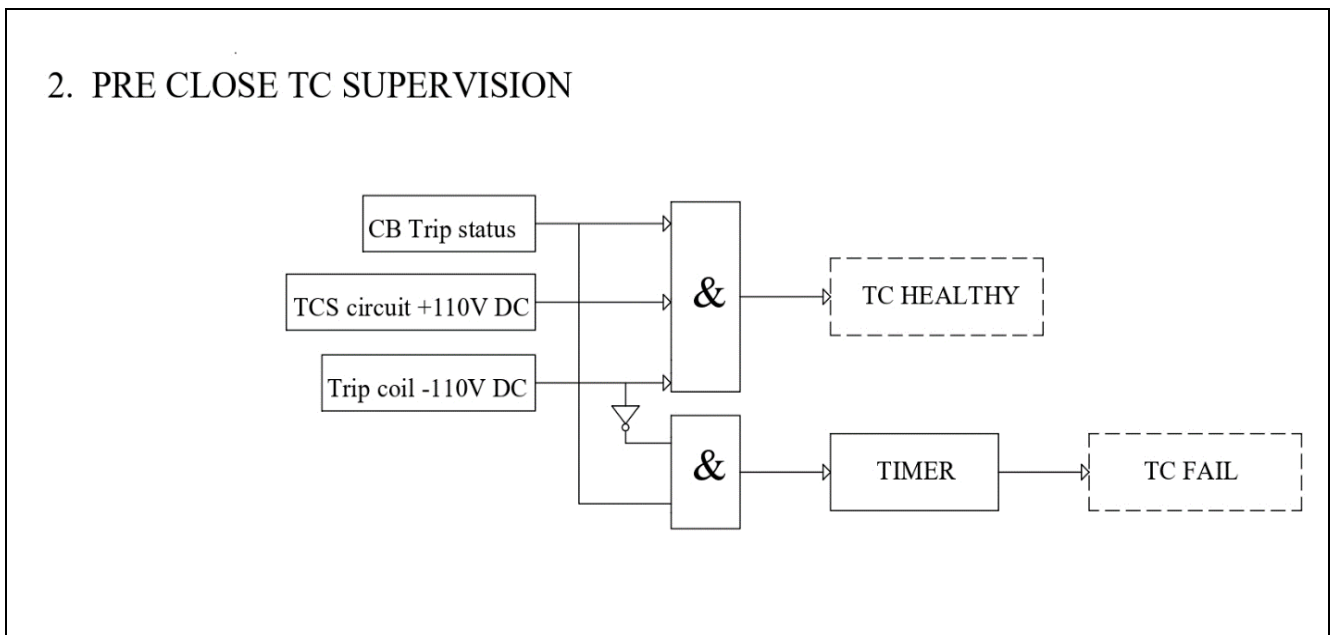 2. PRE CLOSE TC SUPERVISION
CB Trip status
TCS circuit +110V DC
&
TC HEALTHY
Trip coil -110V DC
&
TIMER
TC FAIL